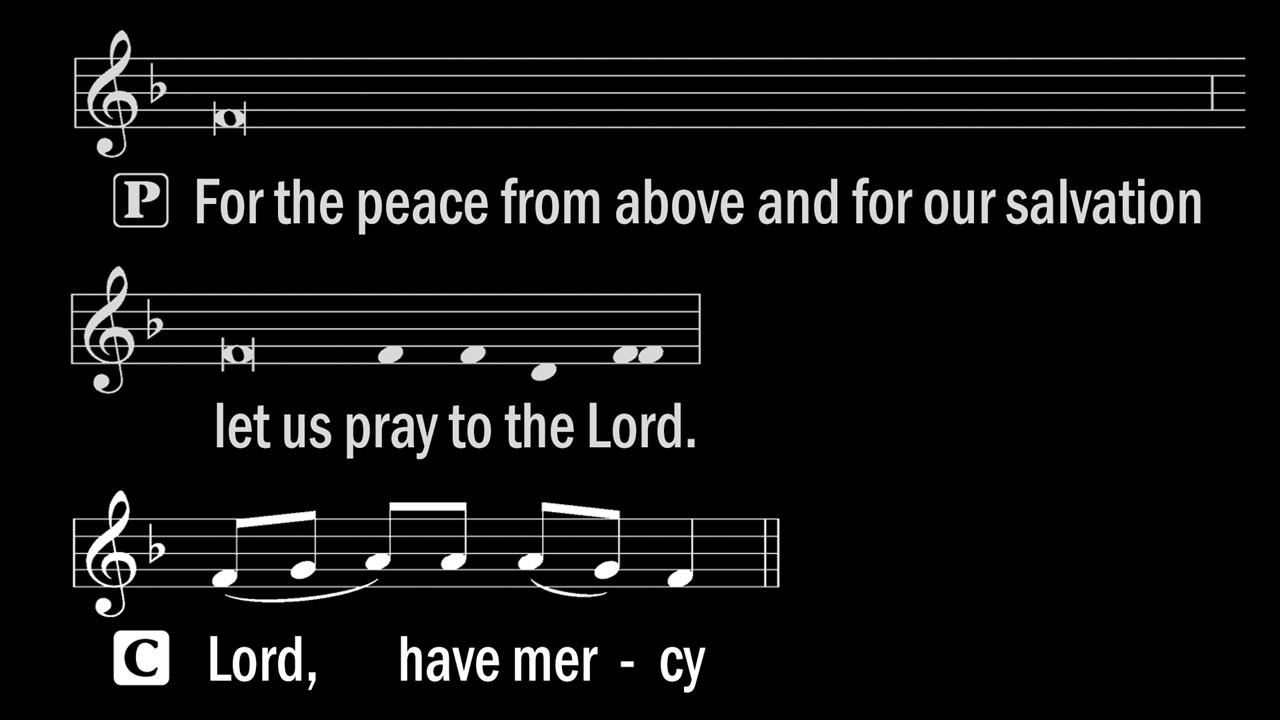 P For the peace from above and for our salvation
let us pray to the Lord.
C Lord, have mer - cy